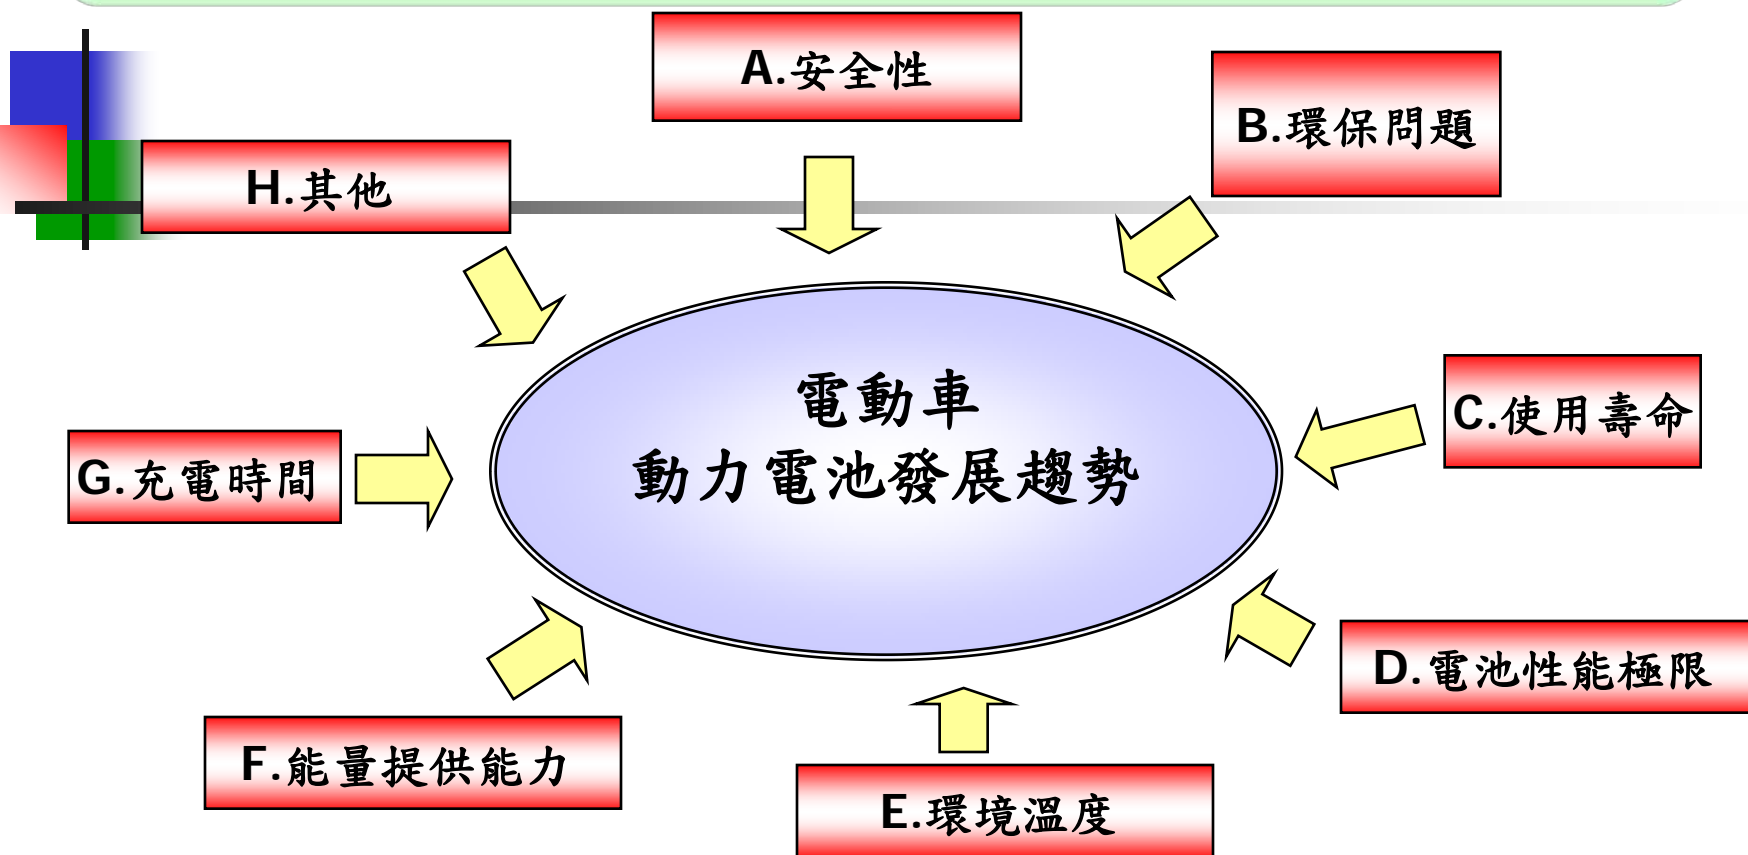 A.安全性
B.環保問題
H.其他
電動車
動力電池發展趨勢
C.使用壽命
G.充電時間
D.電池性能極限
F.能量提供能力
E.環境溫度